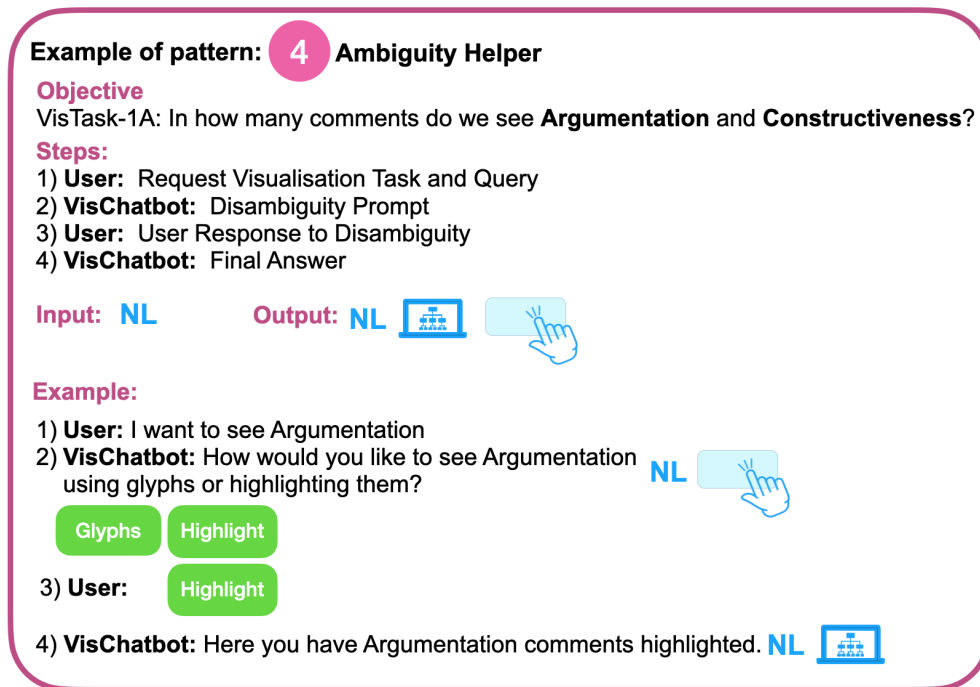 Example of pattern: 4 Ambiguity Helper
Objective
VisTask-1A: In how many comments do we see Argumentation and Constructiveness?
Steps:
1) User: Request Visualisation Task and Query
2) VisChatbot: Disambiguity Prompt
3) User: User Response to Disambiguity
4) VisChatbot: Final Answer
Input: NL Output: NL
Example:
1) User: I want to see Argumentation
2) VisChatbot: How would you like to see Argumentation NL
using glyphs or highlighting them?
Glyphs Highlight
3) User: Highlight
4) VisChatbot: Here you have Argumentation comments highlighted. NL